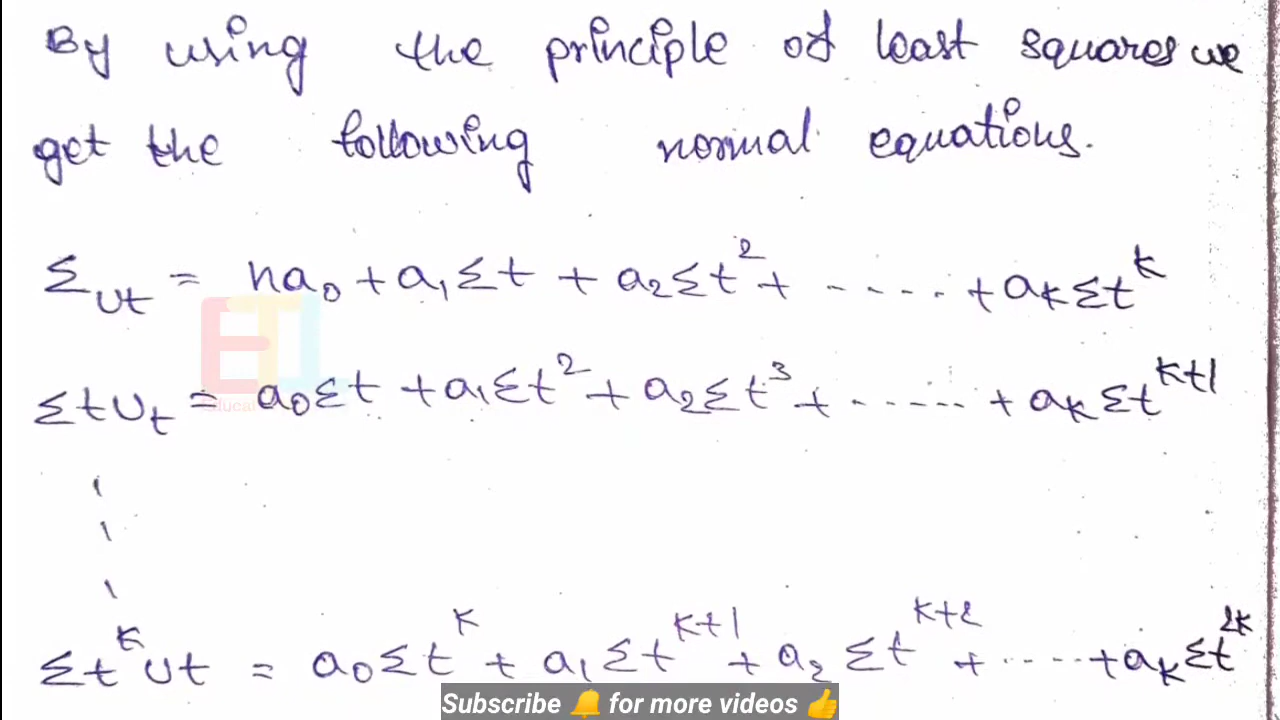 By using the principle of least squares we
get the following normal equations.
Σut = na₀ + a₁Σt + a₂Σt² + ..... + aₖΣtᵏ
Σtuₜ = a₀Σt + a₁Σt² + a₂Σt³ + ...... + aₖΣtᵏ⁺¹
Σtᵏut = a₀Σtᵏ + a₁Σtᵏ⁺¹ + a₂Σtᵏ⁺² + ..... + aₖΣt²ᵏ
Subscribe 🔔 for more videos 👍